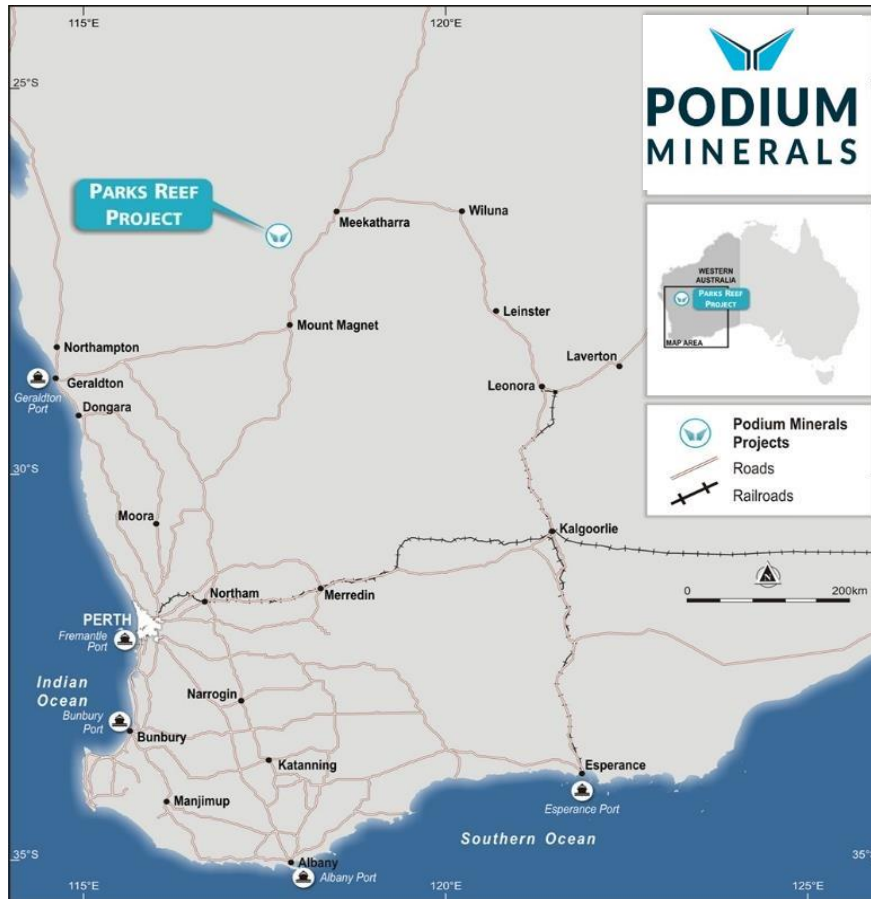 115°E
120°E
25°S
PODIUM
MINERALS
PARKS REEF
PROJECT
Meekatharra
Wiluna
WESTERN
AUSTRALIA
PARKS REEF
PROJECT
MAP AREA
Leinster
Mount Magnet
Northampton
Laverton
Geraldton
Leonora
Geraldton
Port
Dongara
Podium Minerals
Projects
Roads
Railroads
30°S
Moora
Kalgoorlie
N
0
200km
Northam
Merredin
PERTH
Fremantle
Port
Indian
Ocean
Narrogin
Bunbury
Port
Bunbury
Katanning
Esperance
Manjimup
Esperance Port
Southern Ocean
35°S
35°S
Albany
Albany Port
115°E
120°E
125°E